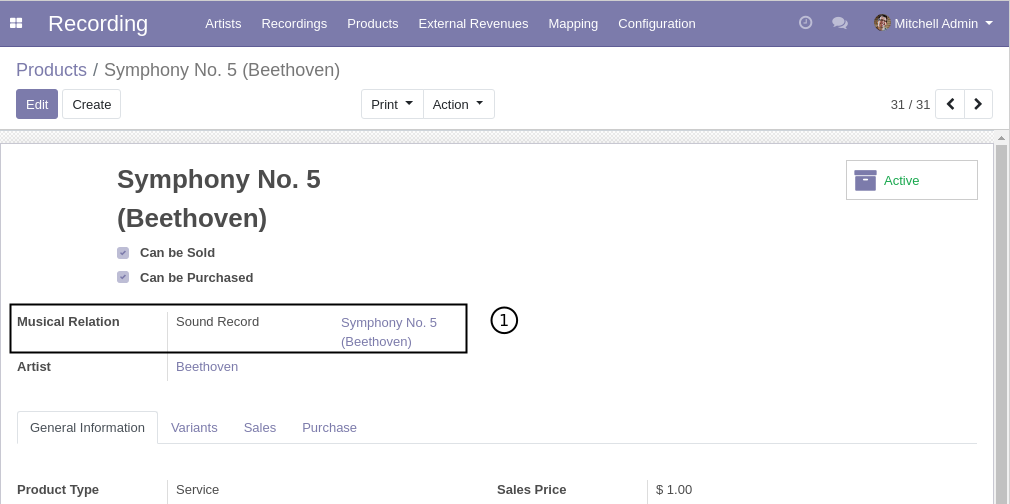 Recording Artists Recordings Products External Revenues Mapping Configuration Mitchell Admin
Products / Symphony No. 5 (Beethoven)
Edit Create Print Action 31 / 31
Symphony No. 5
(Beethoven)
Active
Can be Sold
Can be Purchased
Musical Relation Sound Record Symphony No. 5
(Beethoven)
1
Artist Beethoven
General Information Variants Sales Purchase
Product Type Service Sales Price $ 1.00